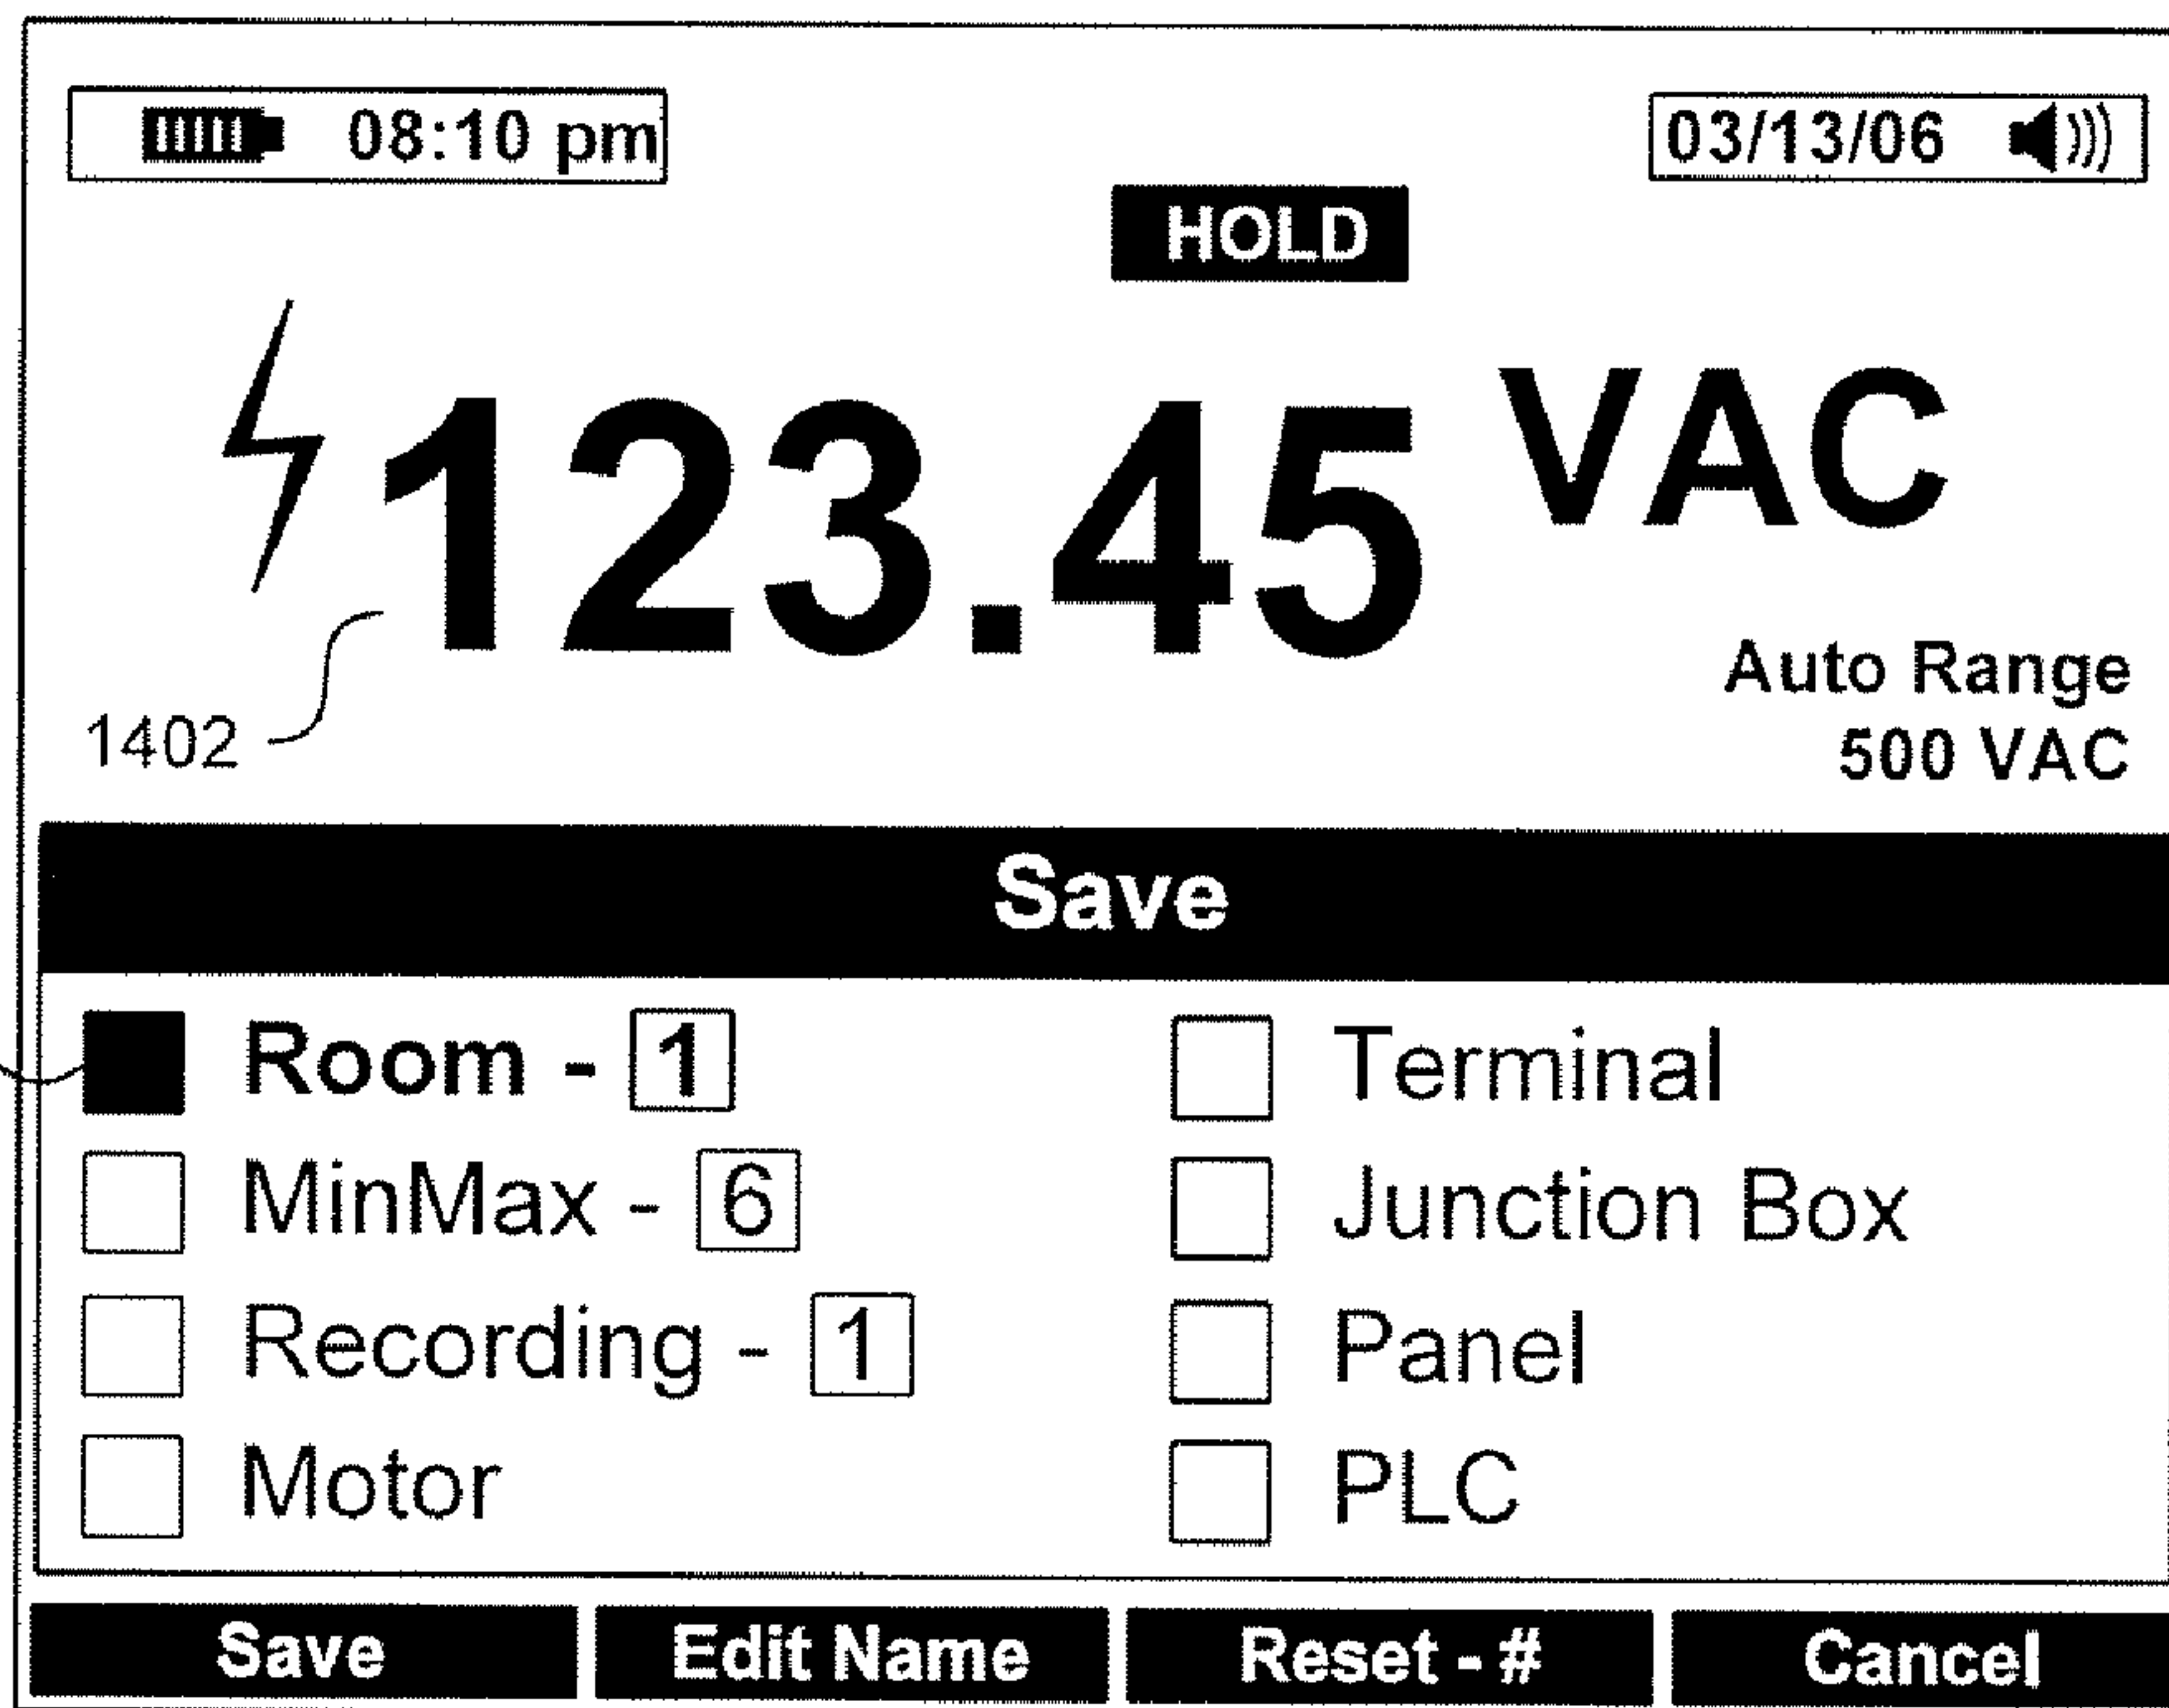 08:10 pm
03/13/06
HOLD
123.45 VAC
1402
Auto Range
500 VAC
Save
Room - 1
Terminal
MinMax - 6
Junction Box
Recording - 1
Panel
Motor
PLC
Save
Edit Name
Reset - #
Cancel